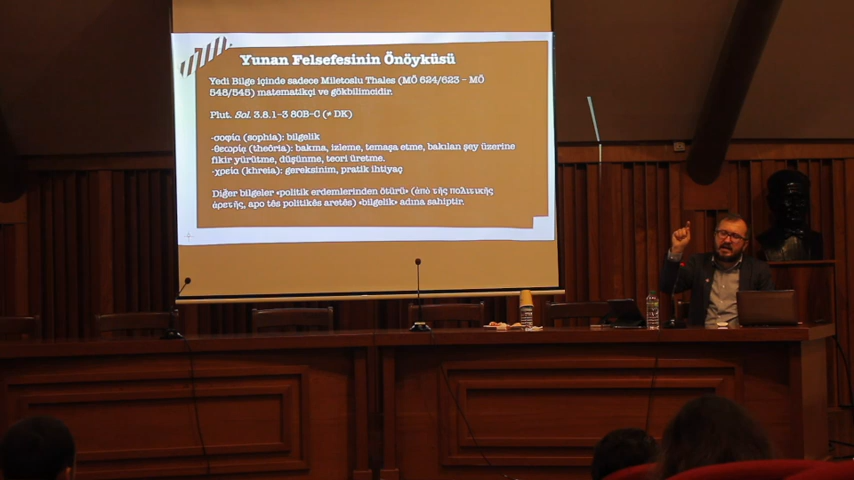 Yunan Felsefesinin Önöyküsü
Yedi Bilge içinde sadece Miletoslu Thales (MÖ 624/623 - MÖ
548/545) matematikçi ve gökbilimcidir.
Plut. Sol. 3.8.1-3 80B-C (≠ DK)
-σοφία (sophia): bilgelik
-θεωρία (theōria): bakma, izleme, temaşa etme, bakılan şey üzerine
fikir yürütme, düşünme, teori üretme.
-χρεία (khreia): gereksinim, pratik ihtiyaç
Diğer bilgeler «politik erdemlerinden ötürü» (ἀπὸ τῆς πολιτικῆς
ἀρετῆς, apo tēs politikēs aretēs) «bilgelik» adına sahiptir.